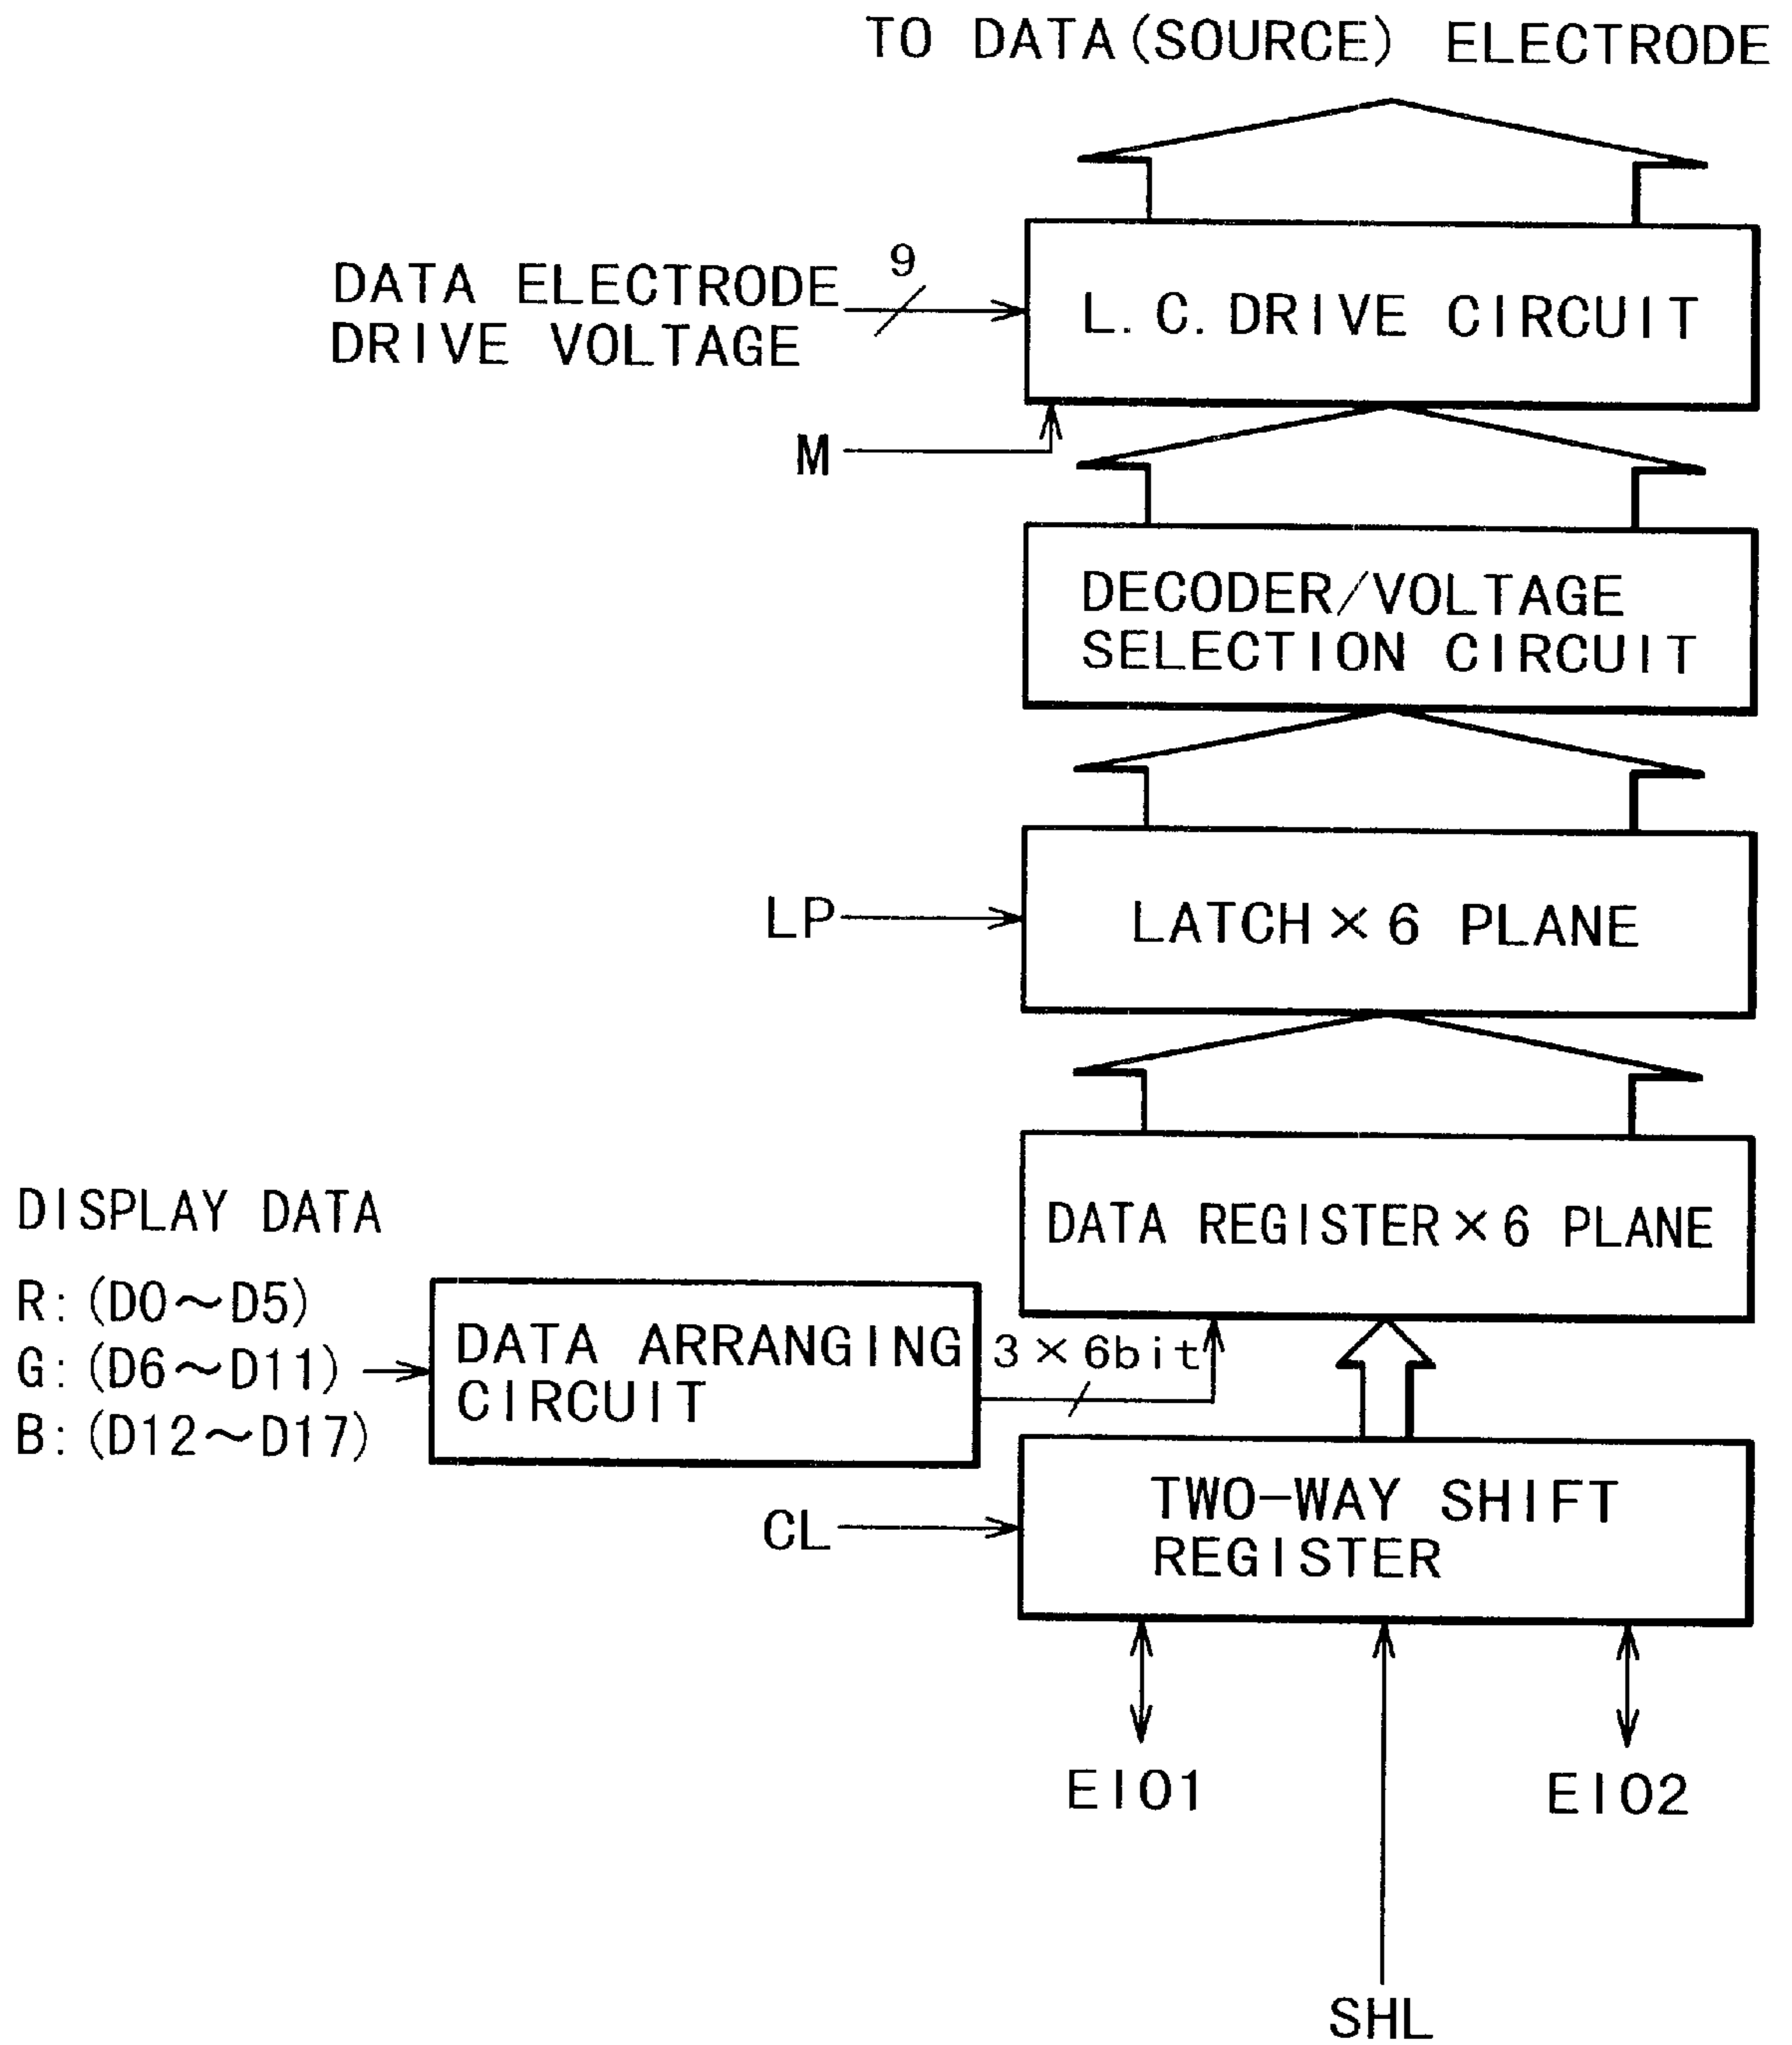 TO DATA(SOURCE) ELECTRODE
9
DATA ELECTRODE
DRIVE VOLTAGE
L.C.DRIVE CIRCUIT
M
DECODER/VOLTAGE
SELECTION CIRCUIT
LP
LATCH×6 PLANE
DISPLAY DATA
DATA REGISTER×6 PLANE
R:(D0～D5)
G:(D6～D11)
B:(D12～D17)
DATA ARRANGING
CIRCUIT
3×6bit
CL
TWO-WAY SHIFT
REGISTER
EIO1
EIO2
SHL